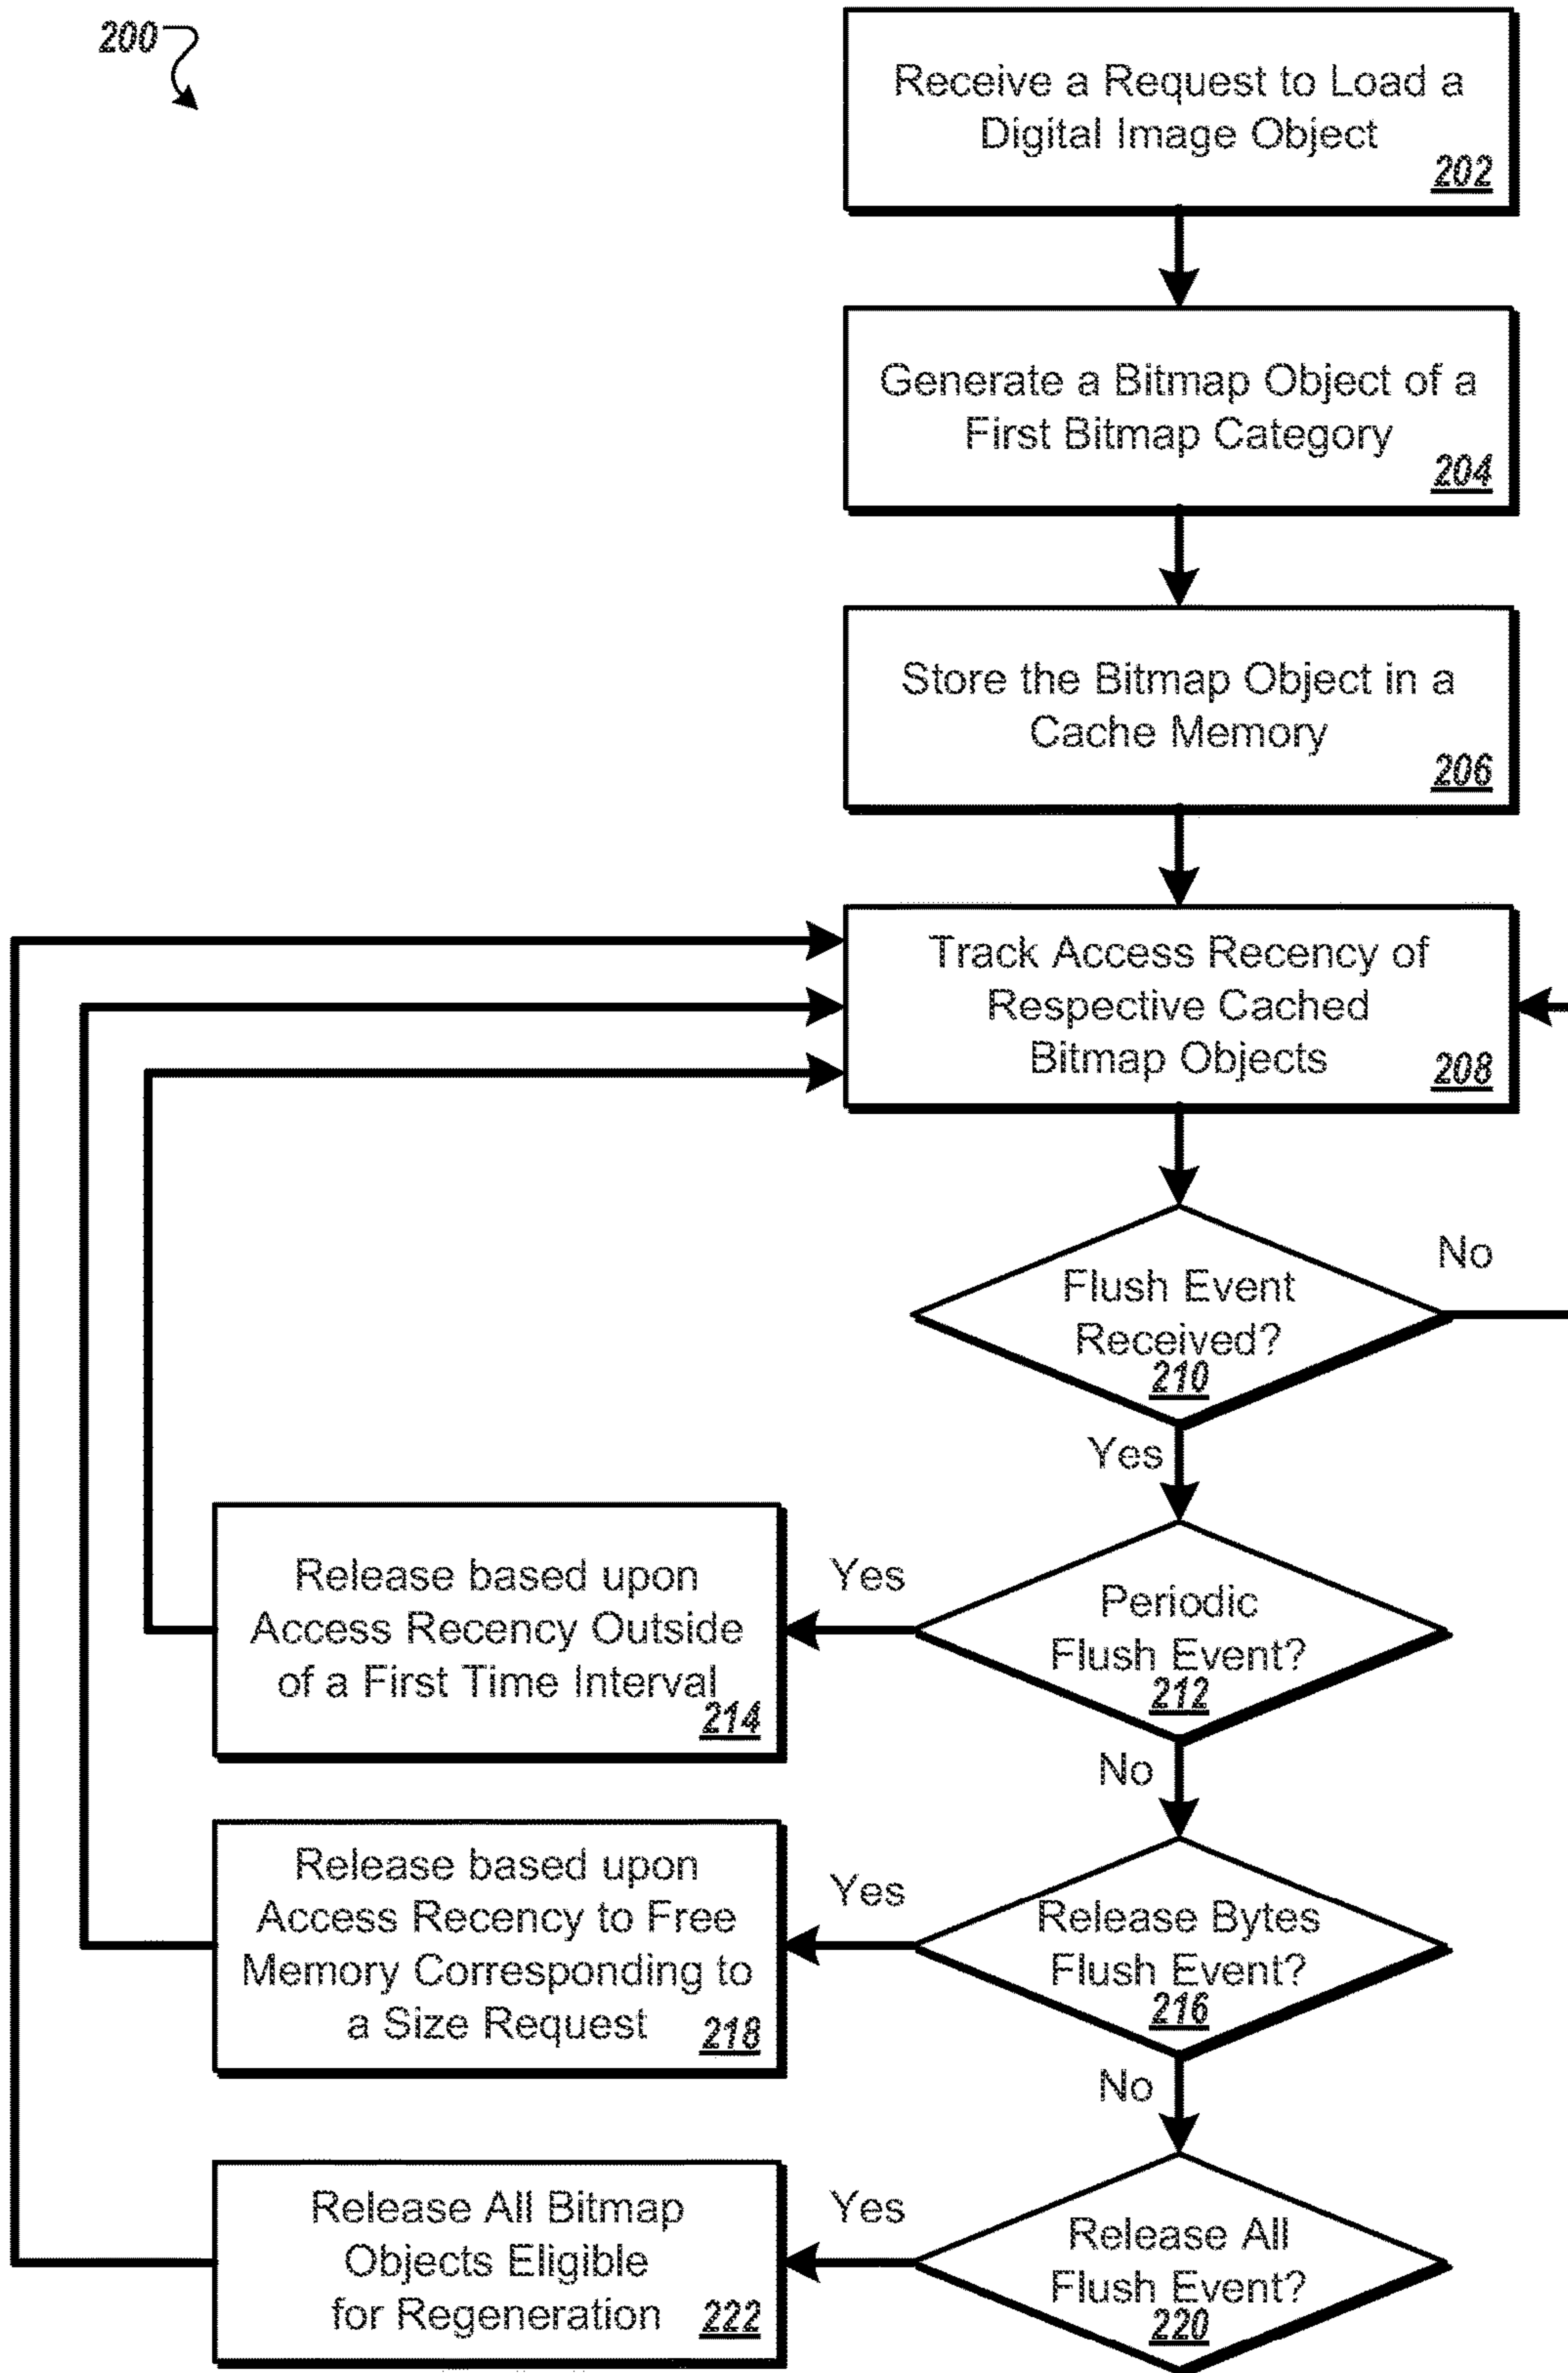 200
Receive a Request to Load a
Digital Image Object
202
Generate a Bitmap Object of a
First Bitmap Category
204
Store the Bitmap Object in a
Cache Memory
206
Track Access Recency of
Respective Cached
Bitmap Objects
208
No
Flush Event
Received?
210
Yes
Release based upon
Access Recency Outside
of a First Time Interval
214
Yes
Periodic
Flush Event?
212
No
Release based upon
Access Recency to Free
Memory Corresponding to
a Size Request
218
Yes
Release Bytes
Flush Event?
216
No
Release All Bitmap
Objects Eligible
for Regeneration
222
Yes
Release All
Flush Event?
220